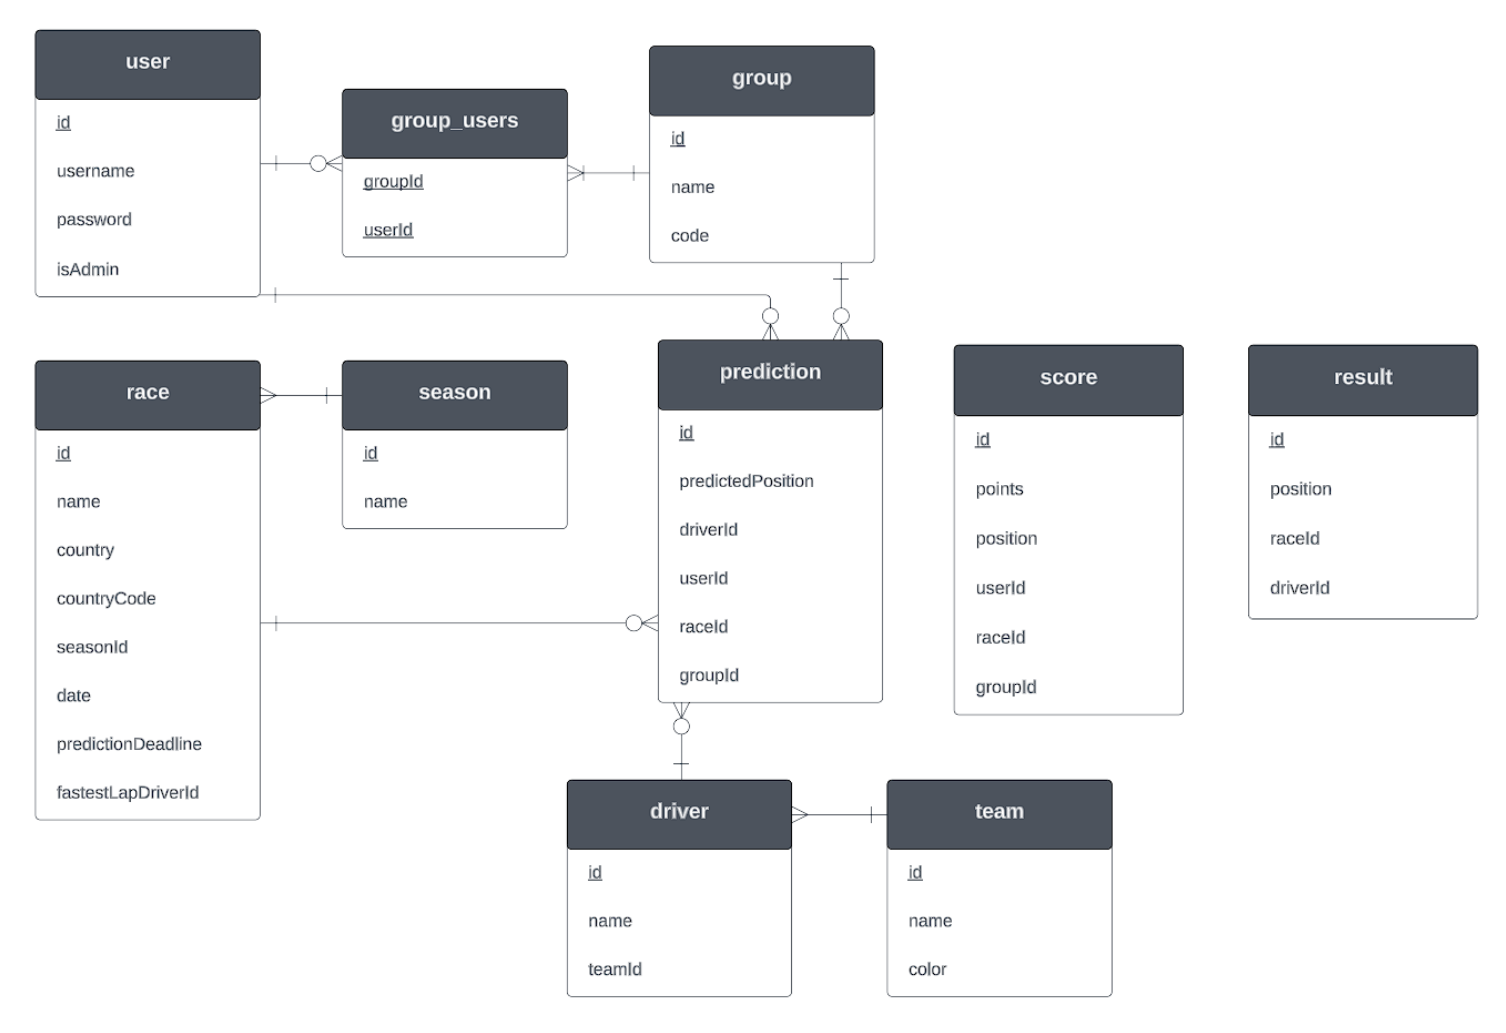 user
id
username
password
isAdmin
group_users
groupId
userId
group
id
name
code
race
id
name
country
countryCode
seasonId
date
predictionDeadline
fastestLapDriverId
season
id
name
prediction
id
predictedPosition
driverId
userId
raceId
groupId
score
id
points
position
userId
raceId
groupId
result
id
position
raceId
driverId
driver
id
name
teamId
team
id
name
color